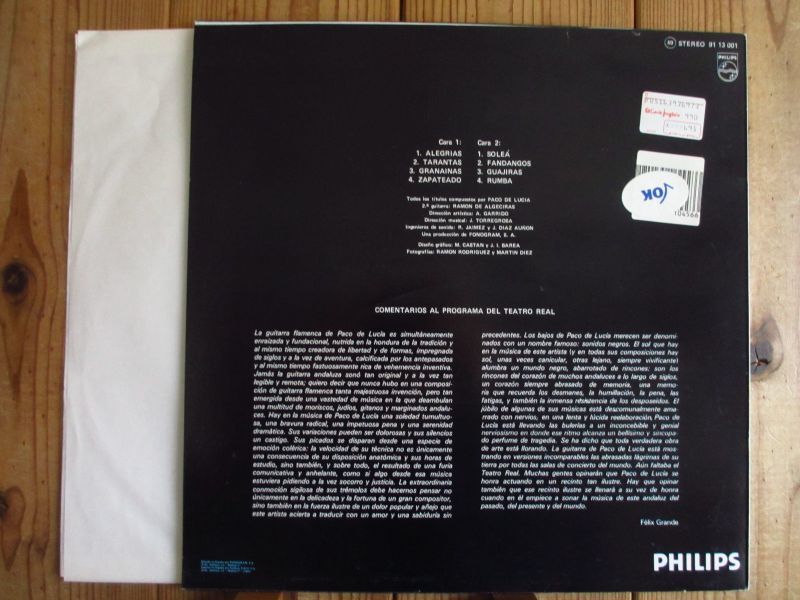 STEREO 91 13 001
PHILIPS
990
Cara 1:
1. ALEGRIAS
2. TARANTAS
3. GRANAINAS
4. ZAPATEADO
Cara 2:
1. SOLEÁ
2. FANDANGOS
3. GUAJIRAS
4. RUMBA
10K
104566
Todos los títulos compuestos por PACO DE LUCIA
2.ª guitarra: RAMON DE ALGECIRAS
Dirección artística: A. GARRIDO
Dirección musical: J. TORREGROSA
Ingenieros de sonido: R. JAIMEZ y J. DIAZ AUÑON
Una producción de FONOGRAM, S. A.
Diseño gráfico: M. CASTAN y J. I. BAREA
Fotografías: RAMON RODRIGUEZ y MARTIN DIEZ
COMENTARIOS AL PROGRAMA DEL TEATRO REAL
La guitarra flamenca de Paco de Lucía es simultáneamente
enraizada y fundacional, nutrida en la hondura de la tradición y
al mismo tiempo creadora de libertad y de formas, impregnada
de siglos y a la vez de aventura, calcificada por los antepasados
y al mismo tiempo fastuosamente rica de vehemencia inventiva.
Jamás la guitarra andaluza sonó tan original y a la vez tan
legible y remota; quiero decir que nunca hubo en una composi-
ción de guitarra flamenca tanta majestuosa invención, pero tan
emergida desde una vastedad de música en la que deambulan
una multitud de moriscos, judíos, gitanos y marginados andalu-
ces. Hay en la música de Paco de Lucía una soledad tumultuo-
sa, una bravura radical, una impetuosa pena y una serenidad
dramática. Sus variaciones pueden ser dolorosas y sus silencios
un castigo. Sus picados se disparan desde una especie de
emoción colérica: la velocidad de su técnica no es únicamente
una consecuencia de su disposición anatómica y sus horas de
estudio, sino también, y sobre todo, el resultado de una furia
comunicativa y anhelante, como si algo desde esa música
estuviera pidiendo a la vez socorro y justicia. La extraordinaria
conmoción sigilosa de sus trémolos debe hacernos pensar no
únicamente en la delicadeza y la fortuna de un gran compositor,
sino también en la fuerza ilustre de un dolor popular y añejo que
este artista acierta a traducir con un amor y una sabiduría sin
precedentes. Los bajos de Paco de Lucía merecen ser denomi-
nados con un nombre famoso: sonidos negros. El sol que hay
en la música de este artista (y en todas sus composiciones hay
sol, unas veces canicular, otras lejano, siempre vivificante)
alumbra un mundo negro, abarrotado de rincones: son los
rincones del corazón de muchos andaluces a lo largo de siglos,
un corazón siempre abrasado de memoria, una memo-
ria que recuerda los desmanes, la humillación, la pena, las
fatigas, y también la inmensa resistencia de los desposeídos. El
júbilo de algunas de sus músicas está descomunalmente ama-
rrado con nervios, en una lenta y lúcida reelaboración, Paco de
Lucía está llevando las bulerías a un inconcebible y genial
nerviosismo en donde ese ritmo alcanza un bellísimo y sincopa-
do perfume de tragedia. Se ha dicho que toda verdadera obra
de arte está llorando. La guitarra de Paco de Lucía está mos-
trando en versiones incomparables las abrasadas lágrimas de su
tierra por todas las salas de concierto del mundo. Aún faltaba el
Teatro Real. Muchas gentes opinarán que Paco de Lucía se
honra actuando en un recinto tan ilustre. Hay que opinar
también que ese recinto ilustre se llenará a su vez de honra
cuando en él empiece a sonar la música de este andaluz del
pasado, del presente y del mundo.
Félix Grande
PHILIPS